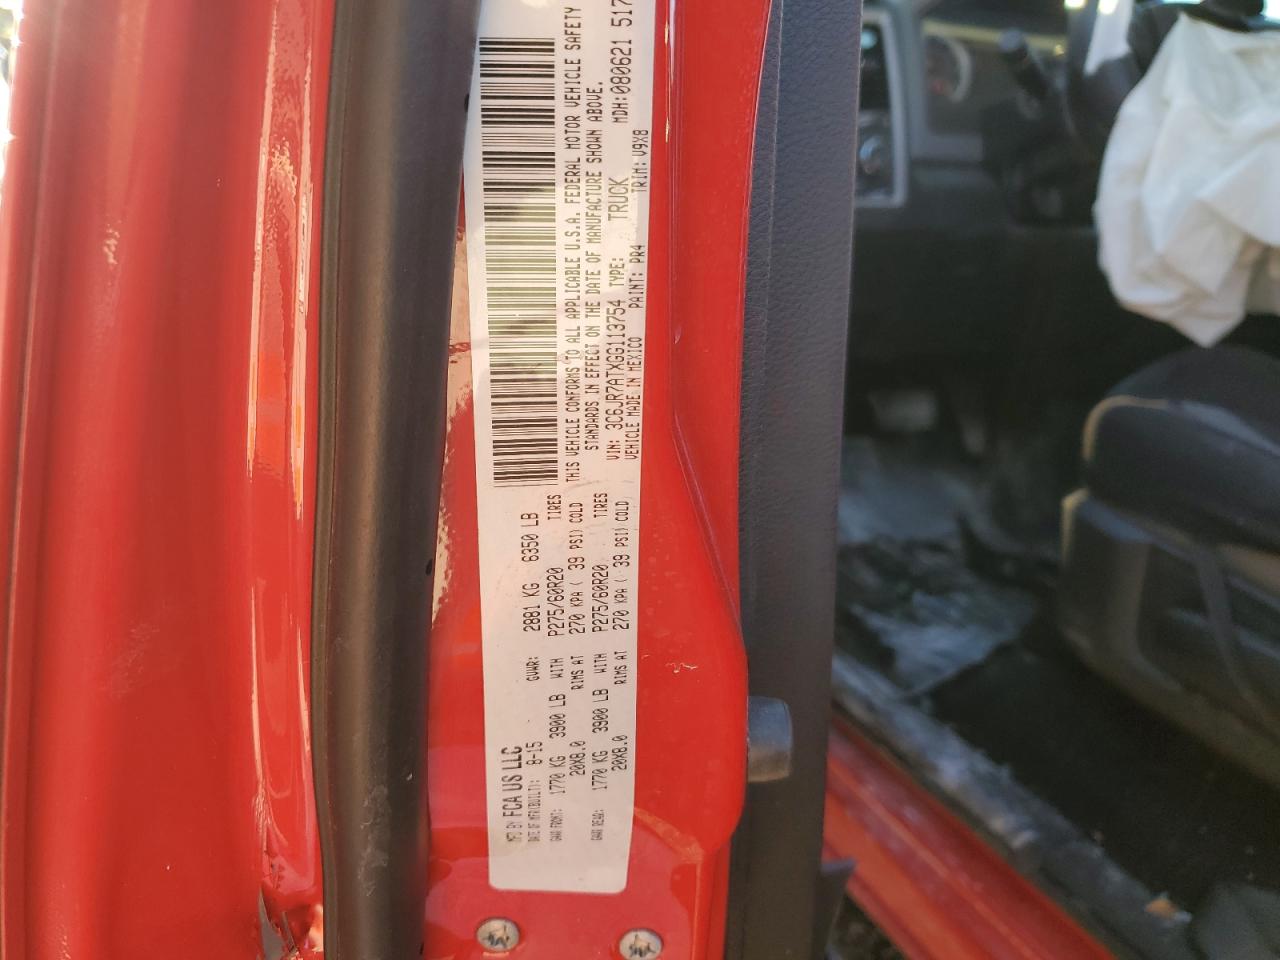 MFD BY FCA US LLC
DATE OF MFR(BUILT): 8-15 GVWR: 2881 KG 6350 LB
GAWR FRONT: 1770 KG 3900 LB WITH P275/60R20 TIRES
20X8.0 RIMS AT 270 KPA ( 39 PSI) COLD
GAWR REAR: 1770 KG 3900 LB WITH P275/60R20 TIRES
20X8.0 RIMS AT 270 KPA ( 39 PSI) COLD
THIS VEHICLE CONFORMS TO ALL APPLICABLE U.S.A. FEDERAL MOTOR VEHICLE SAFETY
STANDARDS IN EFFECT ON THE DATE OF MANUFACTURE SHOWN ABOVE.
VIN: 3C6JR7ATXGG113754 TYPE: TRUCK MDH:080621 517
VEHICLE MADE IN MEXICO PAINT: PR4 TRIM: V9X8